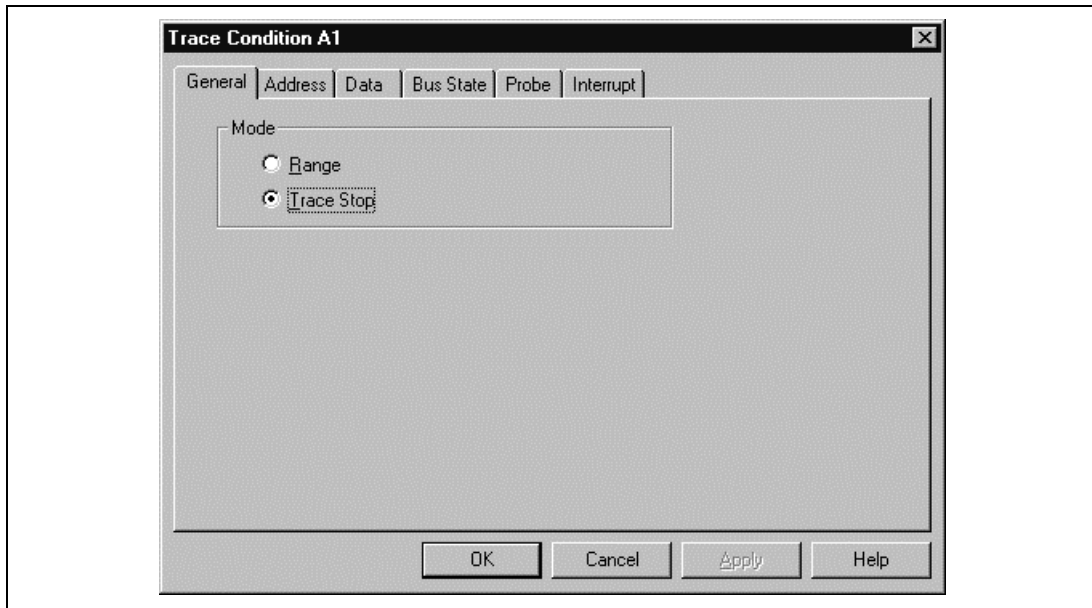 Trace Condition A1
General Address Data Bus State Probe Interrupt
Mode
Range
Trace Stop
OK Cancel Apply Help